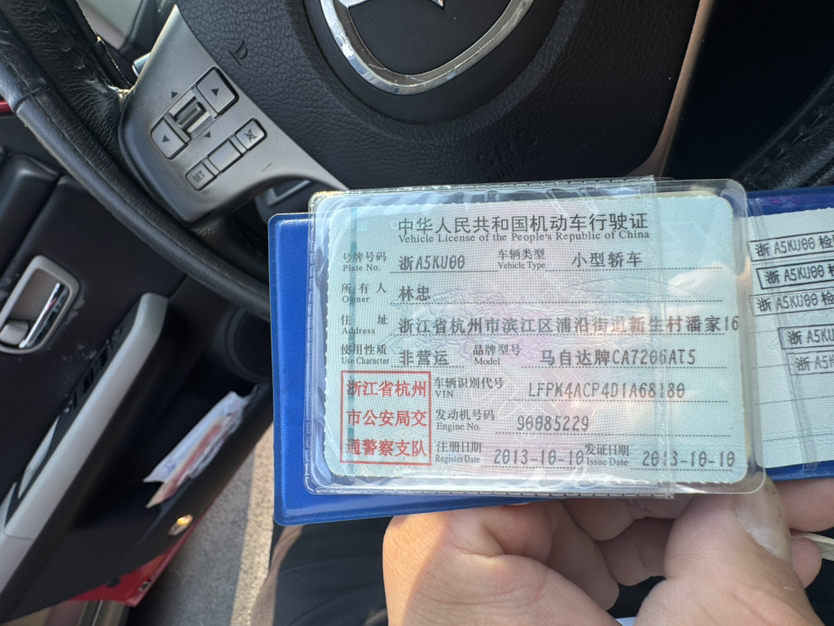 中华人民共和国机动车行驶证
Vehicle License of the People's Republic of China
号牌号码 浙A5KU00 车辆类型 小型轿车
Plate No. Vehicle Type
所有人 林忠
Owner
住址 浙江省杭州市滨江区浦沿街道新生村潘家16
Address
使用性质 非营运 品牌型号 马自达牌CA7206AT5
Use Character Model
浙江省杭州
市公安局交
通警察支队
车辆识别代号 LFPM4ACP4D1A68180
VIN
发动机号码 90085229
Engine No.
注册日期 2013-10-10 发证日期 2013-10-10
Register Date Issue Date
浙A5KU00 检
浙A5KU00 检
浙A5KU00 检
浙A5KU
浙A5K
SET
SRS